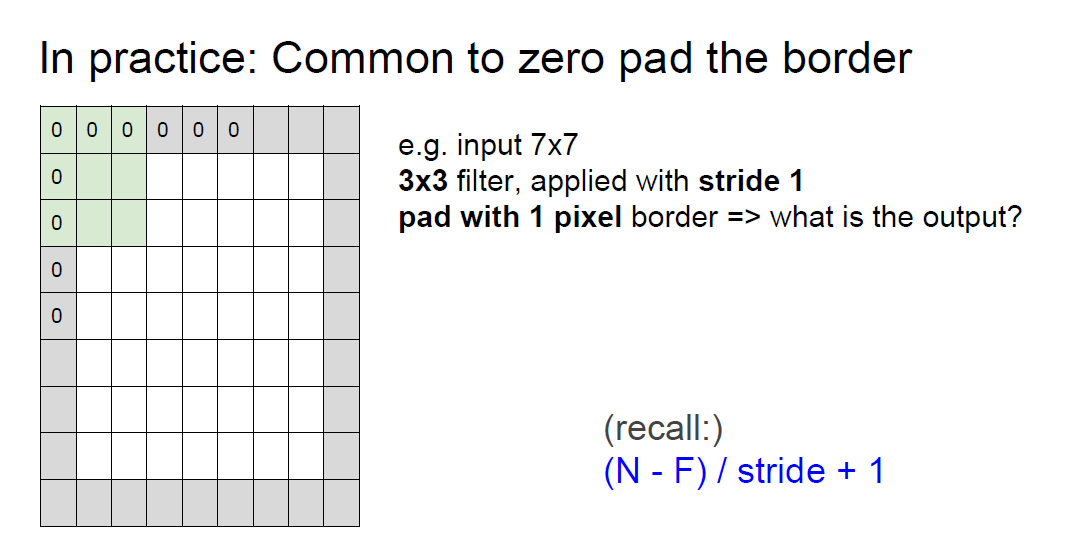 In practice: Common to zero pad the border
0 0 0 0 0 0
0
0
0
0
e.g. input 7x7
3x3 filter, applied with stride 1
pad with 1 pixel border => what is the output?
(recall:)
(N - F) / stride + 1